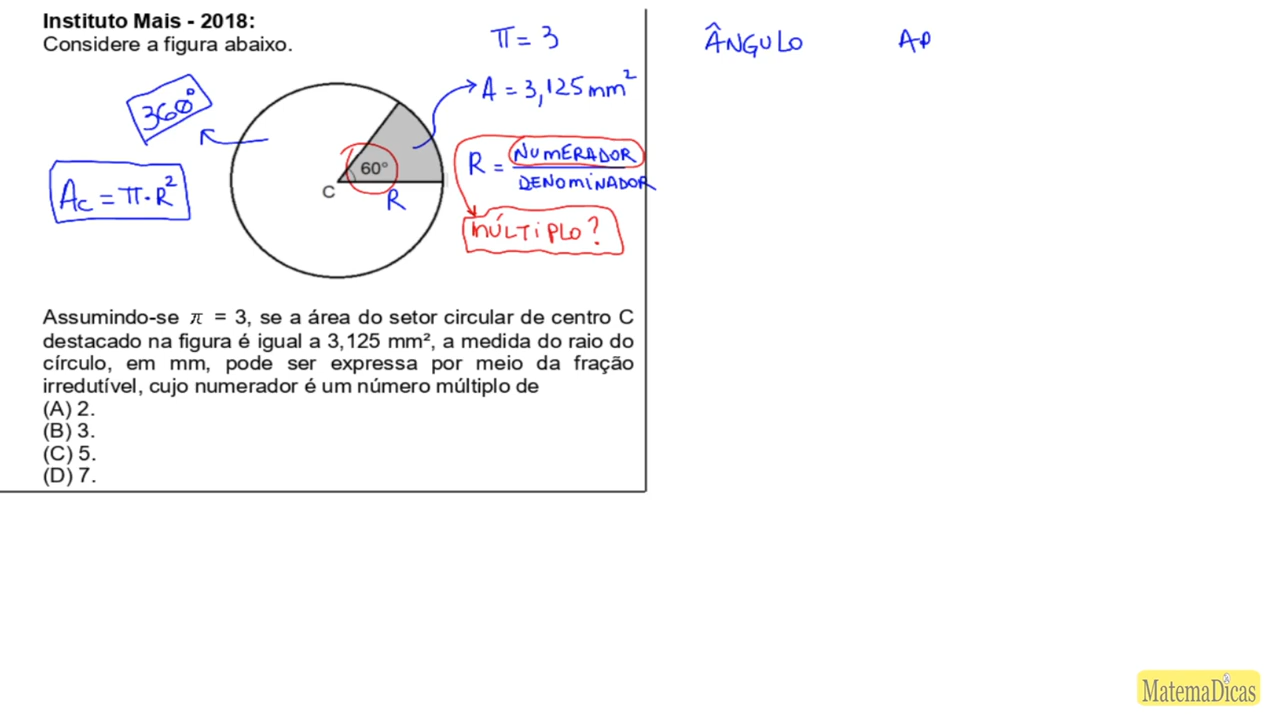 Instituto Mais - 2018:
Considere a figura abaixo.
π = 3
A = 3,125 mm²
360°
A_C = π · R²
60°
C
R
R = NUMERADOR
DENOMINADOR
MÚLTIPLO?
Assumindo-se π = 3, se a área do setor circular de centro C
destacado na figura é igual a 3,125 mm², a medida do raio do
círculo, em mm, pode ser expressa por meio da fração
irredutível, cujo numerador é um número múltiplo de
(A) 2.
(B) 3.
(C) 5.
(D) 7.
ÂNGULO
AR
MatemaDicas